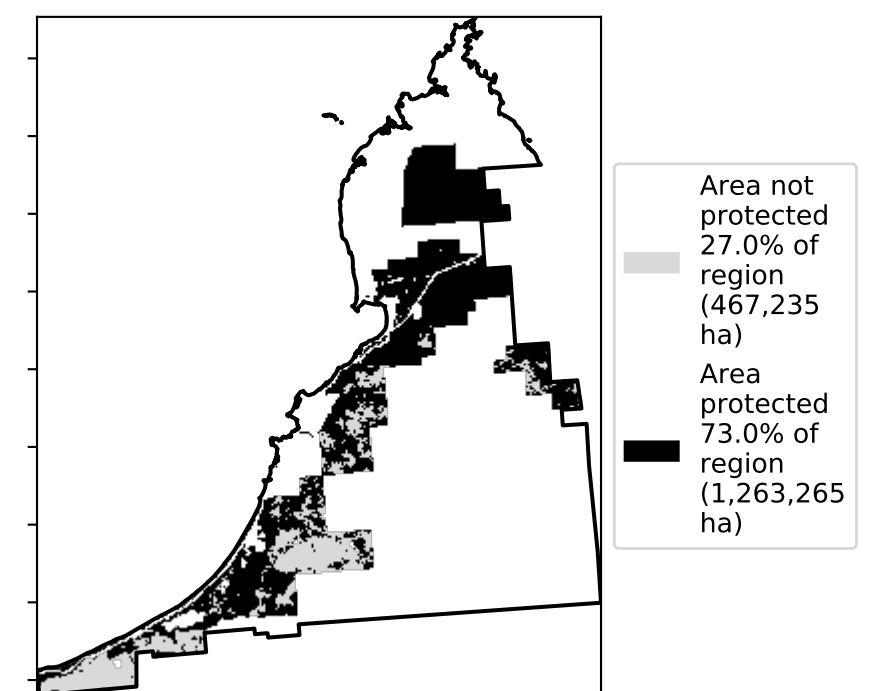 Area not
protected
27.0% of
region
(467,235
ha)
Area
protected
73.0% of
region
(1,263,265
ha)